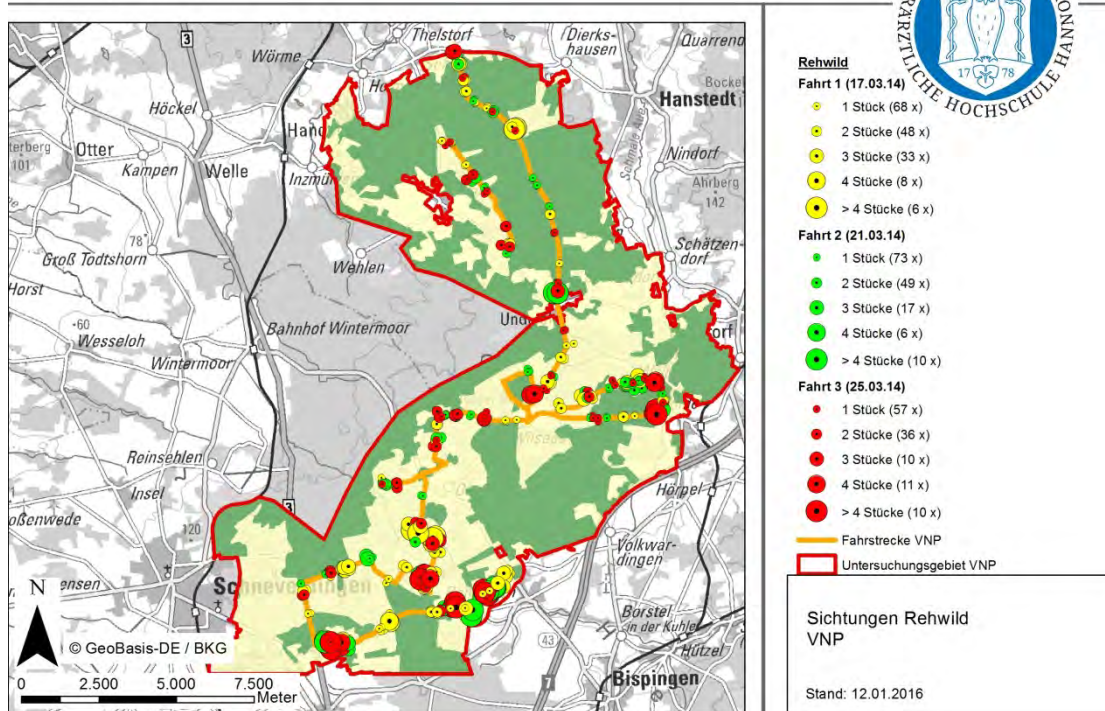 Thelstorf
Dierks-
hausen
Quarrend
3
Wörme
Bockel
Hanstedt
Höckel
Otter
101
Kampen
Welle
Nindorf
Ahrberg
142
78
Groß Todtshorn
Wehlen
Schätzen-
dorf
Horst
60
Wesseloh
Bahnhof Wintermoor
Wintermoor
Reinsehlen
Insel
3
120
Hörpel
Volkwar-
dingen
Schneverdingen
Borstel
in der Kuhle
43
Hützel
7
Bispingen
N
© GeoBasis-DE / BKG
0 2.500 5.000 7.500
Meter
HOCHSCHULE
17 78
Rehwild
Fahrt 1 (17.03.14)
1 Stück (68 x)
2 Stücke (48 x)
3 Stücke (33 x)
4 Stücke (8 x)
> 4 Stücke (6 x)
Fahrt 2 (21.03.14)
1 Stück (73 x)
2 Stücke (49 x)
3 Stücke (17 x)
4 Stücke (6 x)
> 4 Stücke (10 x)
Fahrt 3 (25.03.14)
1 Stück (57 x)
2 Stücke (36 x)
3 Stücke (10 x)
4 Stücke (11 x)
> 4 Stücke (10 x)
Fahrstrecke VNP
Untersuchungsgebiet VNP
Sichtungen Rehwild
VNP
Stand: 12.01.2016